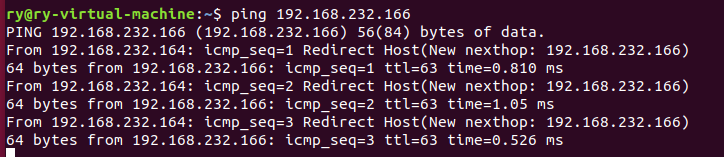 ry@ry-virtual-machine:~$ ping 192.168.232.166
PING 192.168.232.166 (192.168.232.166) 56(84) bytes of data.
From 192.168.232.164: icmp_seq=1 Redirect Host(New nexthop: 192.168.232.166)
64 bytes from 192.168.232.166: icmp_seq=1 ttl=63 time=0.810 ms
From 192.168.232.164: icmp_seq=2 Redirect Host(New nexthop: 192.168.232.166)
64 bytes from 192.168.232.166: icmp_seq=2 ttl=63 time=1.05 ms
From 192.168.232.164: icmp_seq=3 Redirect Host(New nexthop: 192.168.232.166)
64 bytes from 192.168.232.166: icmp_seq=3 ttl=63 time=0.526 ms